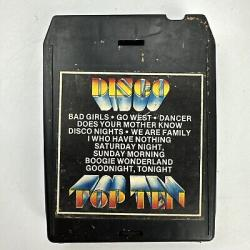 DISCO
BAD GIRLS • GO WEST • DANCER
DOES YOUR MOTHER KNOW
DISCO NIGHTS • WE ARE FAMILY
I WHO HAVE NOTHING
SATURDAY NIGHT,
SUNDAY MORNING
BOOGIE WONDERLAND
GOODNIGHT, TONIGHT
TOP TEN